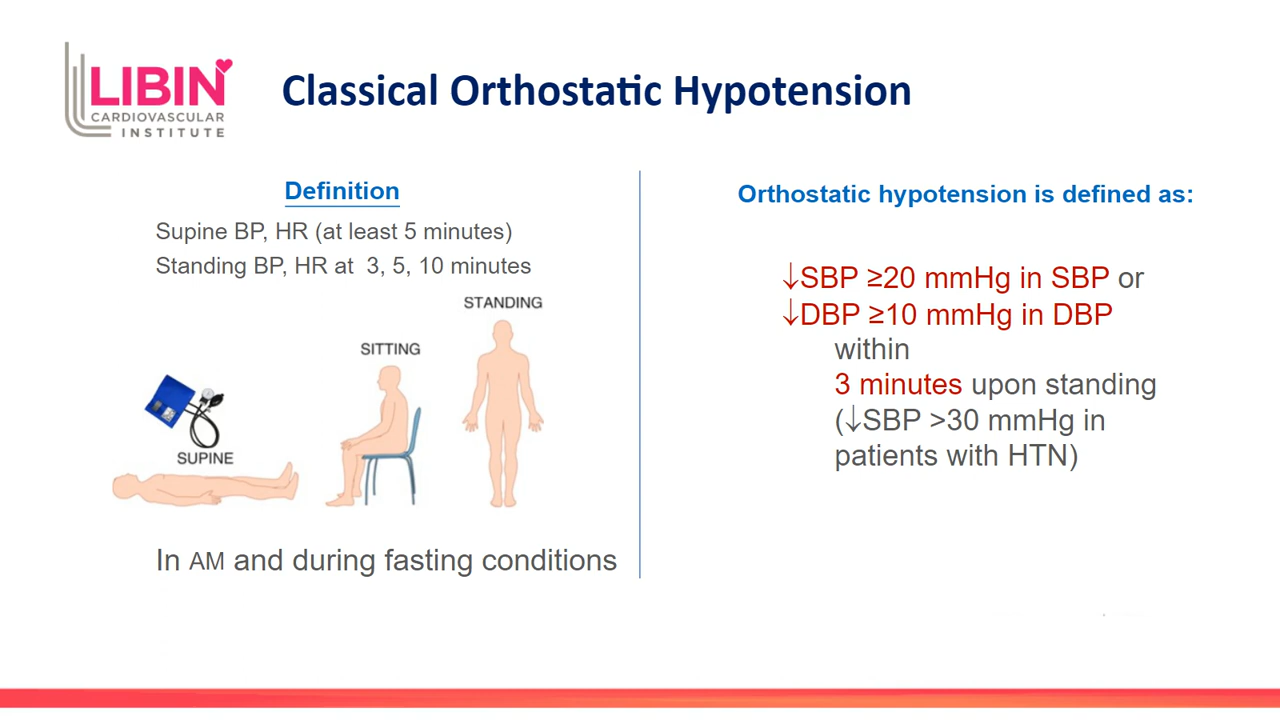 LIBIN
CARDIOVASCULAR
INSTITUTE
Classical Orthostatic Hypotension
Definition
Supine BP, HR (at least 5 minutes)
Standing BP, HR at 3, 5, 10 minutes
STANDING
SITTING
SUPINE
In AM and during fasting conditions
Orthostatic hypotension is defined as:
↓SBP ≥20 mmHg in SBP or
↓DBP ≥10 mmHg in DBP
within
3 minutes upon standing
(↓SBP >30 mmHg in
patients with HTN)